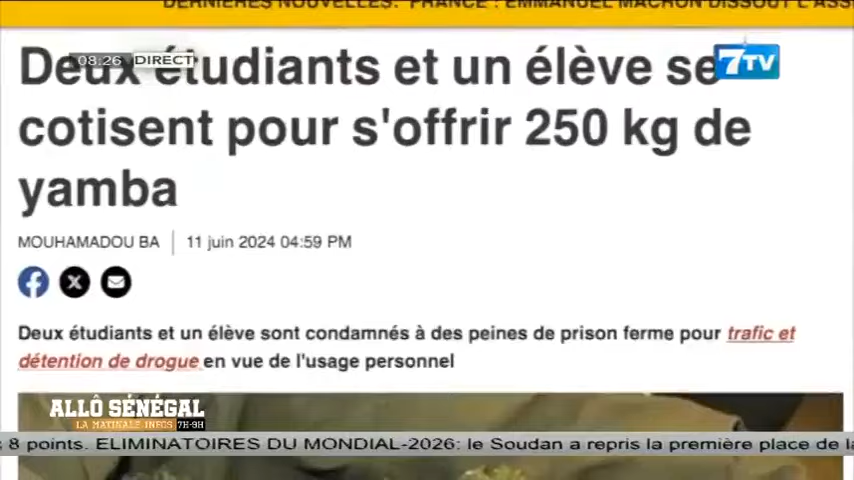 DERNIÈRES NOUVELLES: FRANCE : EMMANUEL MACRON DISSOUT L'ASS
08:26 DIRECT
7TV
Deux étudiants et un élève se
cotisent pour s'offrir 250 kg de
yamba
MOUHAMADOU BA | 11 juin 2024 04:59 PM
Deux étudiants et un élève sont condamnés à des peines de prison ferme pour trafic et
détention de drogue en vue de l'usage personnel
ALLÔ SÉNÉGAL
LA MATINALE INFOS 7H-9H
8 points. ELIMINATOIRES DU MONDIAL-2026: le Soudan a repris la première place de la